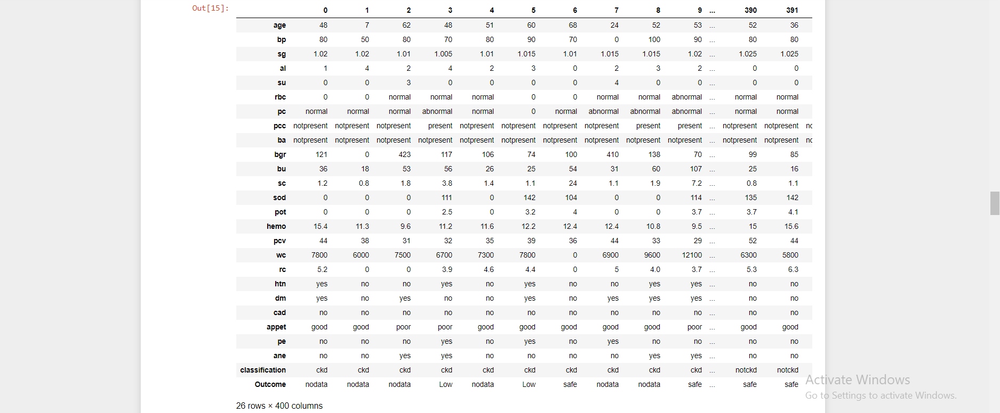 Out[15]:
0 1 2 3 4 5 6 7 8 9 ... 390 391
age 48 7 62 48 51 60 68 24 52 53 ... 52 36
bp 80 50 80 70 80 90 70 0 100 90 ... 80 80
sg 1.02 1.02 1.01 1.005 1.01 1.015 1.01 1.015 1.015 1.02 ... 1.025 1.025
al 1 4 2 4 2 3 0 2 3 2 ... 0 0
su 0 0 3 0 0 0 0 4 0 0 ... 0 0
rbc 0 0 normal normal normal 0 0 normal normal abnormal ... normal normal
pc normal normal normal abnormal normal 0 normal abnormal abnormal abnormal ... normal normal
pcc notpresent notpresent notpresent present notpresent notpresent notpresent notpresent present present ... notpresent notpresent
ba notpresent notpresent notpresent notpresent notpresent notpresent notpresent notpresent notpresent notpresent ... notpresent notpresent
bgr 121 0 423 117 106 74 100 410 138 70 ... 99 85
bu 36 18 53 56 26 25 54 31 60 107 ... 25 16
sc 1.2 0.8 1.8 3.8 1.4 1.1 24 1.1 1.9 7.2 ... 0.8 1.1
sod 0 0 0 111 0 142 104 0 0 114 ... 135 142
pot 0 0 0 2.5 0 3.2 4 0 0 3.7 ... 3.7 4.1
hemo 15.4 11.3 9.6 11.2 11.6 12.2 12.4 12.4 10.8 9.5 ... 15 15.6
pcv 44 38 31 32 35 39 36 44 33 29 ... 52 44
wc 7800 6000 7500 6700 7300 7800 0 6900 9600 12100 ... 6300 5800
rc 5.2 0 0 3.9 4.6 4.4 0 5 4.0 3.7 ... 5.3 6.3
htn yes no no yes no yes no no yes yes ... no no
dm yes no yes no no yes no yes yes yes ... no no
cad no no no no no no no no no no ... no no
appet good good poor poor good good good good good poor ... good good
pe no no no yes no yes no yes no no ... no no
ane no no yes yes no no no no yes yes ... no no
classification ckd ckd ckd ckd ckd ckd ckd ckd ckd ckd ... notckd notckd
Outcome nodata nodata nodata Low nodata Low safe nodata nodata safe ... safe safe
26 rows × 400 columns
Activate Windows
Go to Settings to activate Windows.